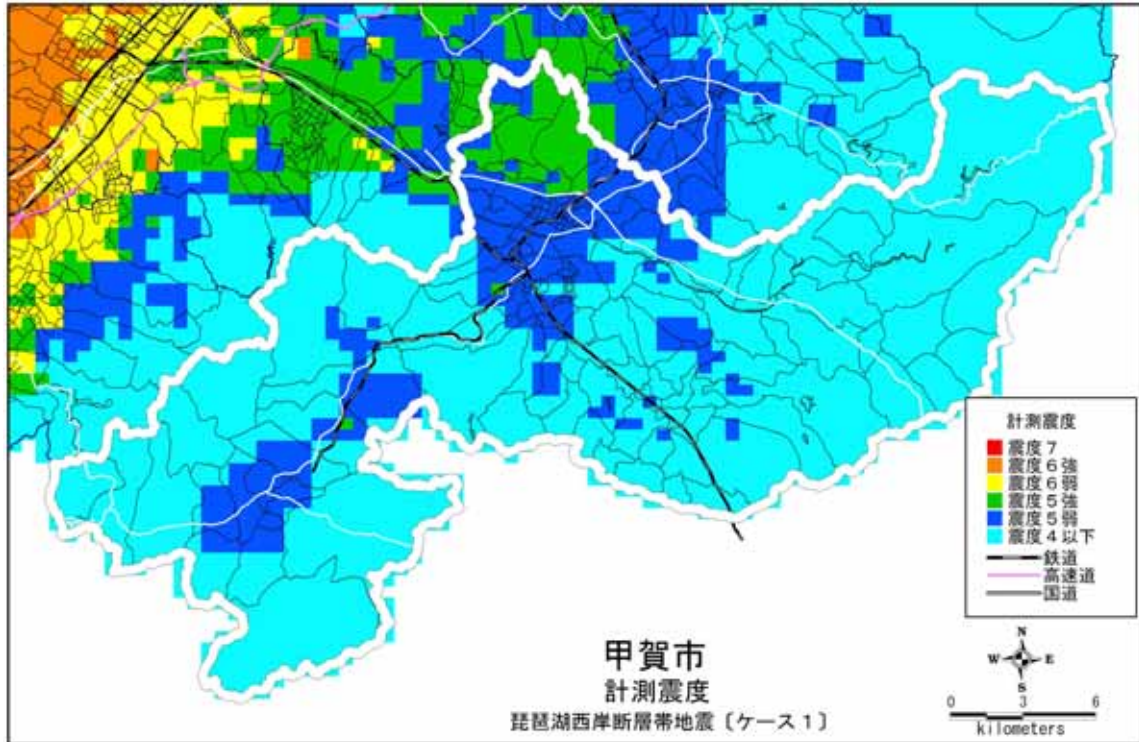 計測震度
震度７
震度６強
震度６弱
震度５強
震度５弱
震度４以下
鉄道
高速道
国道
甲賀市
計測震度
琵琶湖西岸断層帯地震〔ケース１〕
N
W E
S
0 3 6
kilometers